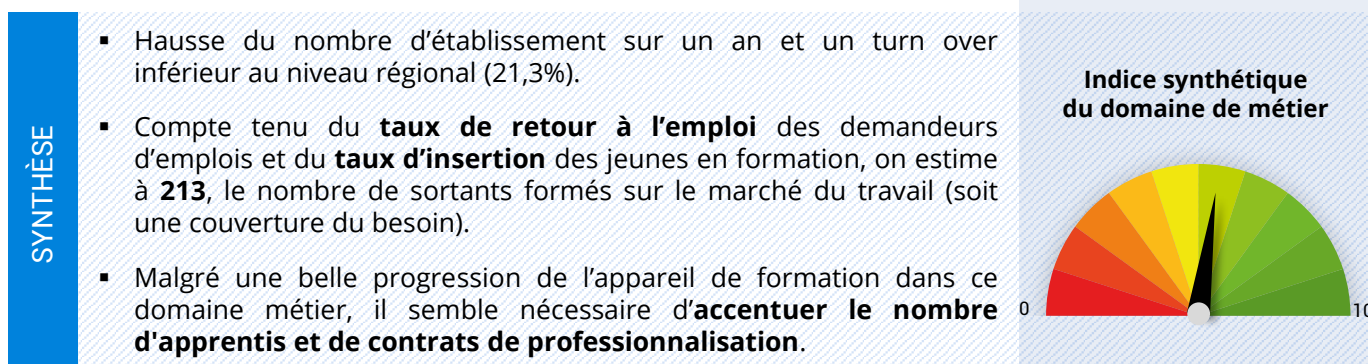 SYNTHÈSE
▪ Hausse du nombre d’établissement sur un an et un turn over
inférieur au niveau régional (21,3%).
▪ Compte tenu du taux de retour à l’emploi des demandeurs
d’emplois et du taux d’insertion des jeunes en formation, on estime
à 213, le nombre de sortants formés sur le marché du travail (soit
une couverture du besoin).
▪ Malgré une belle progression de l’appareil de formation dans ce
domaine métier, il semble nécessaire d’accentuer le nombre
d'apprentis et de contrats de professionnalisation.
Indice synthétique
du domaine de métier
0
10